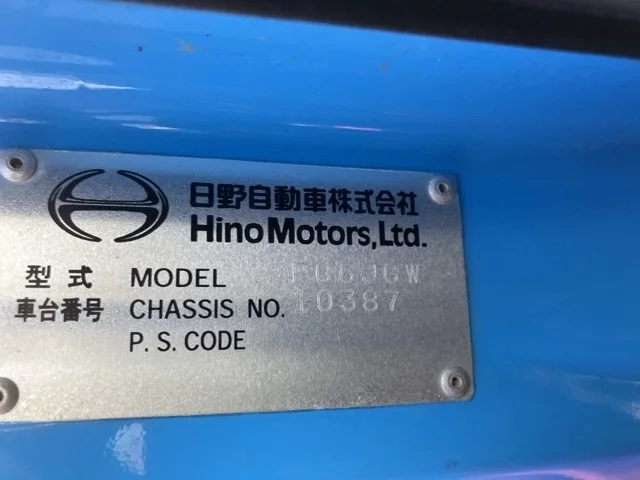 日野自動車株式会社
Hino Motors, Ltd.
型式 MODEL FC6JGW
車台番号 CHASSIS NO. 10387
P. S. CODE